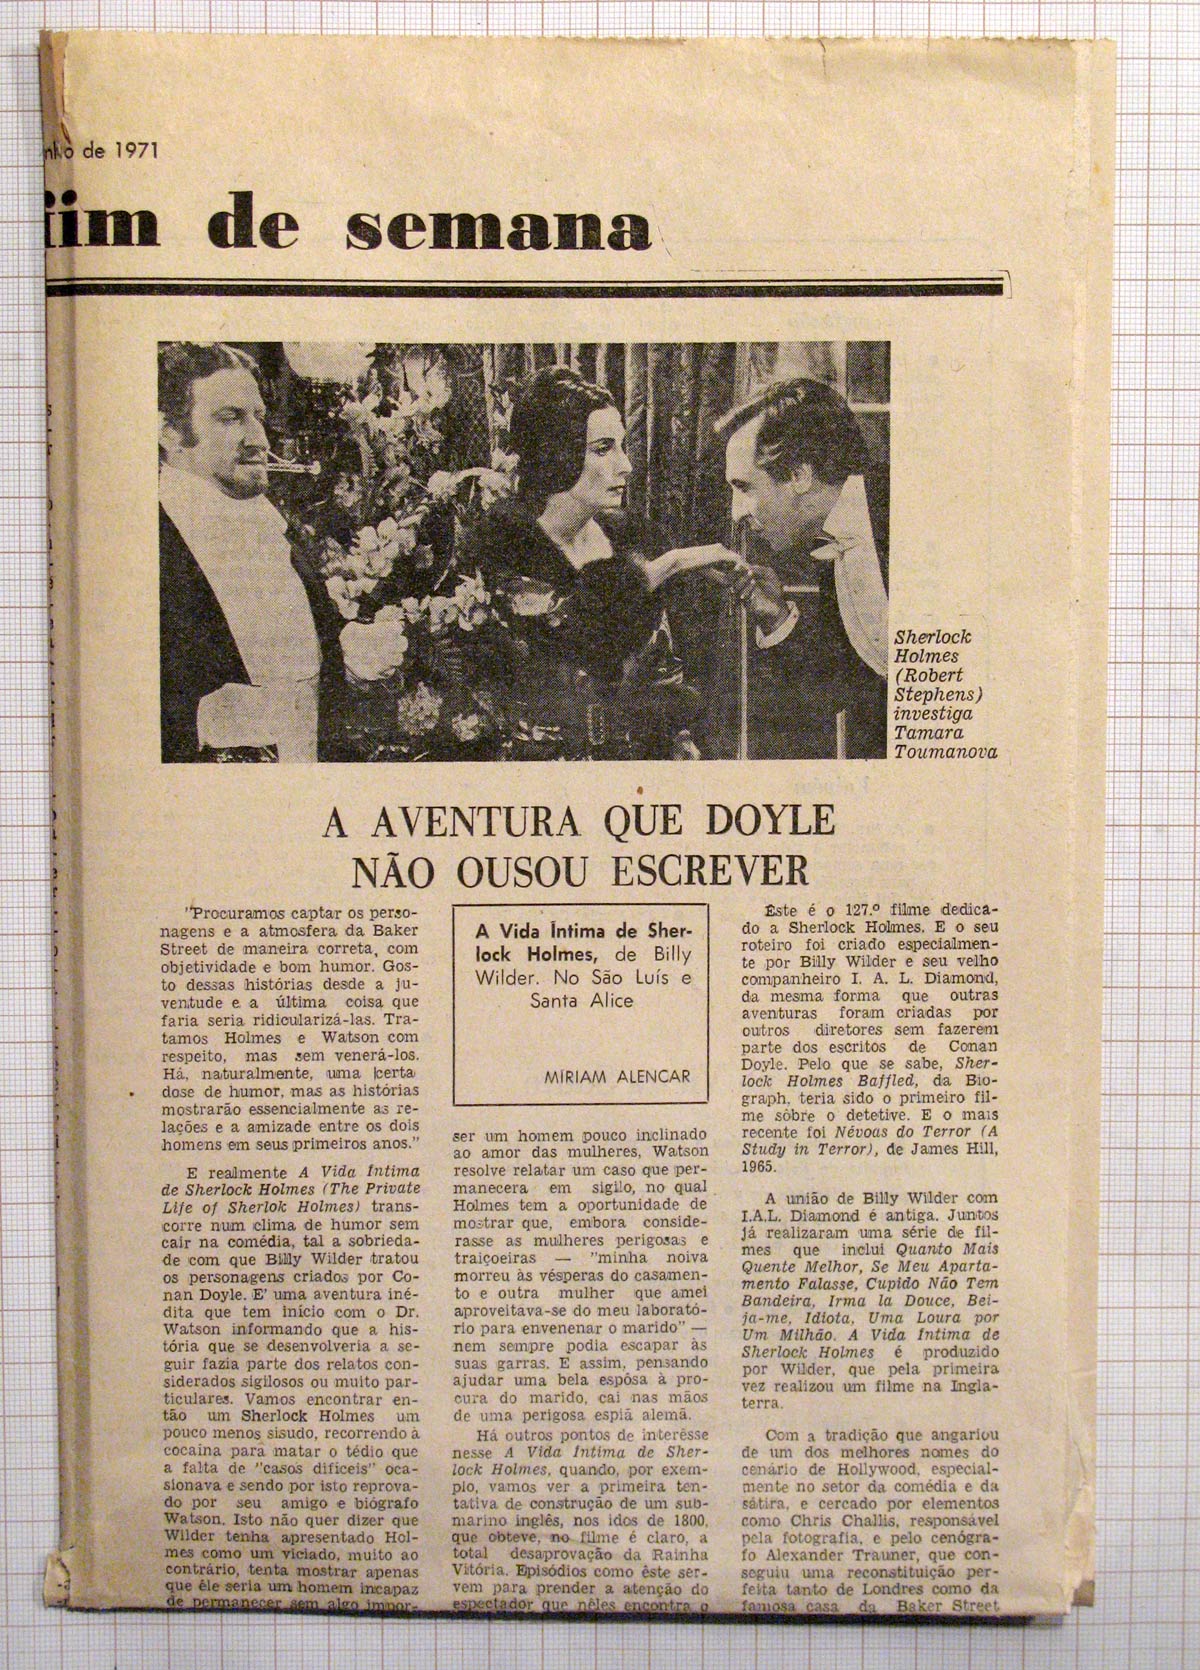 de 1971
fim de semana
Sherlock
Holmes
(Robert
Stephens)
investiga
Tamara
Toumanova
A AVENTURA QUE DOYLE
NÃO OUSOU ESCREVER
"Procuramos captar os perso-
nagens e a atmosfera da Baker
Street de maneira correta, com
objetividade e bom humor. Gos-
to dessas histórias desde a ju-
ventude e a última coisa que
faria seria ridicularizá-las. Tra-
tamos Holmes e Watson com
respeito, mas sem venerá-los.
Há, naturalmente, uma certa
dose de humor, mas as histórias
mostrarão essencialmente as re-
lações e a amizade entre os dois
homens em seus primeiros anos."
E realmente A Vida Íntima
de Sherlock Holmes (The Private
Life of Sherlok Holmes) trans-
corre num clima de humor sem
cair na comédia, tal a sobrieda-
de com que Billy Wilder tratou
os personagens criados por Co-
nan Doyle. E' uma aventura iné-
dita que tem início com o Dr.
Watson informando que a his-
tória que se desenvolveria a se-
guir fazia parte dos relatos con-
siderados sigilosos ou muito par-
ticulares. Vamos encontrar en-
tão um Sherlock Holmes um
pouco menos sisudo, recorrendo à
cocaína para matar o tédio que
a falta de "casos difíceis" oca-
sionava e sendo por isto reprova-
do por seu amigo e biógrafo
Watson. Isto não quer dizer que
Wilder tenha apresentado Hol-
mes como um viciado, muito ao
contrário, tenta mostrar apenas
que êle seria um homem incapaz
de permanecer sem algo impor-
A Vida Íntima de Sher-
lock Holmes, de Billy
Wilder. No São Luís e
Santa Alice
MÍRIAM ALENCAR
ser um homem pouco inclinado
ao amor das mulheres, Watson
resolve relatar um caso que per-
manecera em sigilo, no qual
Holmes tem a oportunidade de
mostrar que, embora conside-
rasse as mulheres perigosas e
traiçoeiras — "minha noiva
morreu às vésperas do casamen-
to e outra mulher que amei
aproveitava-se do meu laborató-
rio para envenenar o marido" —
nem sempre podia escapar às
suas garras. E assim, pensando
ajudar uma bela espôsa à pro-
cura do marido, cai nas mãos
de uma perigosa espiã alemã.
Há outros pontos de interêsse
nesse A Vida Íntima de Sher-
lock Holmes, quando, por exem-
plo, vamos ver a primeira ten-
tativa de construção de um sub-
marino inglês, nos idos de 1800,
que obteve, no filme é claro, a
total desaprovação da Rainha
Vitória. Episódios como êste ser-
vem para prender a atenção do
espectador que nêles encontra o
Êste é o 127.º filme dedica-
do a Sherlock Holmes. E o seu
roteiro foi criado especialmen-
te por Billy Wilder e seu velho
companheiro I. A. L. Diamond,
da mesma forma que outras
aventuras foram criadas por
outros diretores sem fazerem
parte dos escritos de Conan
Doyle. Pelo que se sabe, Sher-
lock Holmes Baffled, da Bio-
graph, teria sido o primeiro fil-
me sôbre o detetive. E o mais
recente foi Névoas do Terror (A
Study in Terror), de James Hill,
1965.
A união de Billy Wilder com
I.A.L. Diamond é antiga. Juntos
já realizaram uma série de fil-
mes que inclui Quanto Mais
Quente Melhor, Se Meu Aparta-
mento Falasse, Cupido Não Tem
Bandeira, Irma la Douce, Bei-
ja-me, Idiota, Uma Loura por
Um Milhão. A Vida Íntima de
Sherlock Holmes é produzido
por Wilder, que pela primeira
vez realizou um filme na Ingla-
terra.
Com a tradição que angariou
de um dos melhores nomes do
cenário de Hollywood, especial-
mente no setor da comédia e da
sátira, e cercado por elementos
como Chris Challis, responsável
pela fotografia, e pelo cenógra-
fo Alexander Trauner, que con-
seguiu uma reconstituição per-
feita tanto de Londres como da
famosa casa da Baker Street